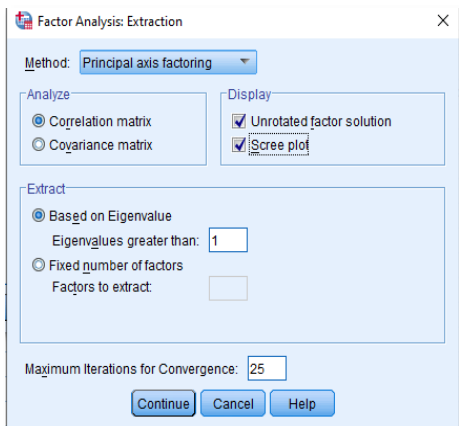 Factor Analysis: Extraction
Method: Principal axis factoring
Analyze
Correlation matrix
Covariance matrix
Display
Unrotated factor solution
Scree plot
Extract
Based on Eigenvalue
Eigenvalues greater than: 1
Fixed number of factors
Factors to extract:
Maximum Iterations for Convergence: 25
Continue Cancel Help